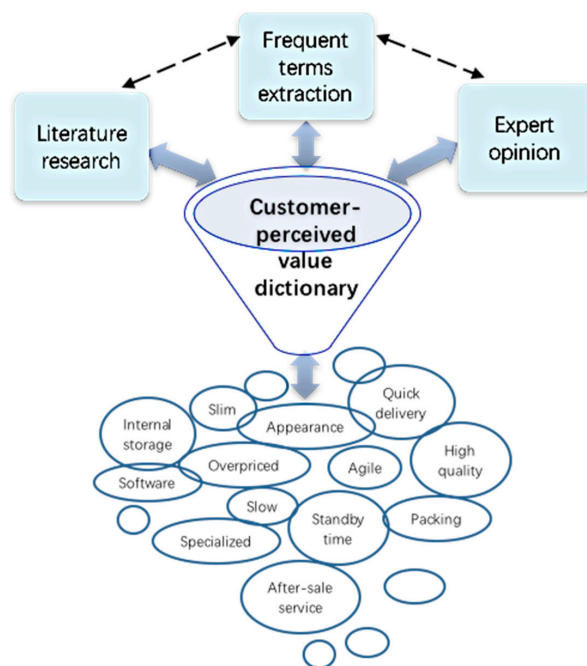 Frequent
terms
extraction
Literature
research
Expert
opinion
Customer-
perceived
value
dictionary
Quick
delivery
Slim
Internal
storage
Appearance
High
quality
Overpriced
Agile
Software
Slow
Standby
time
Packing
Specialized
After-sale
service